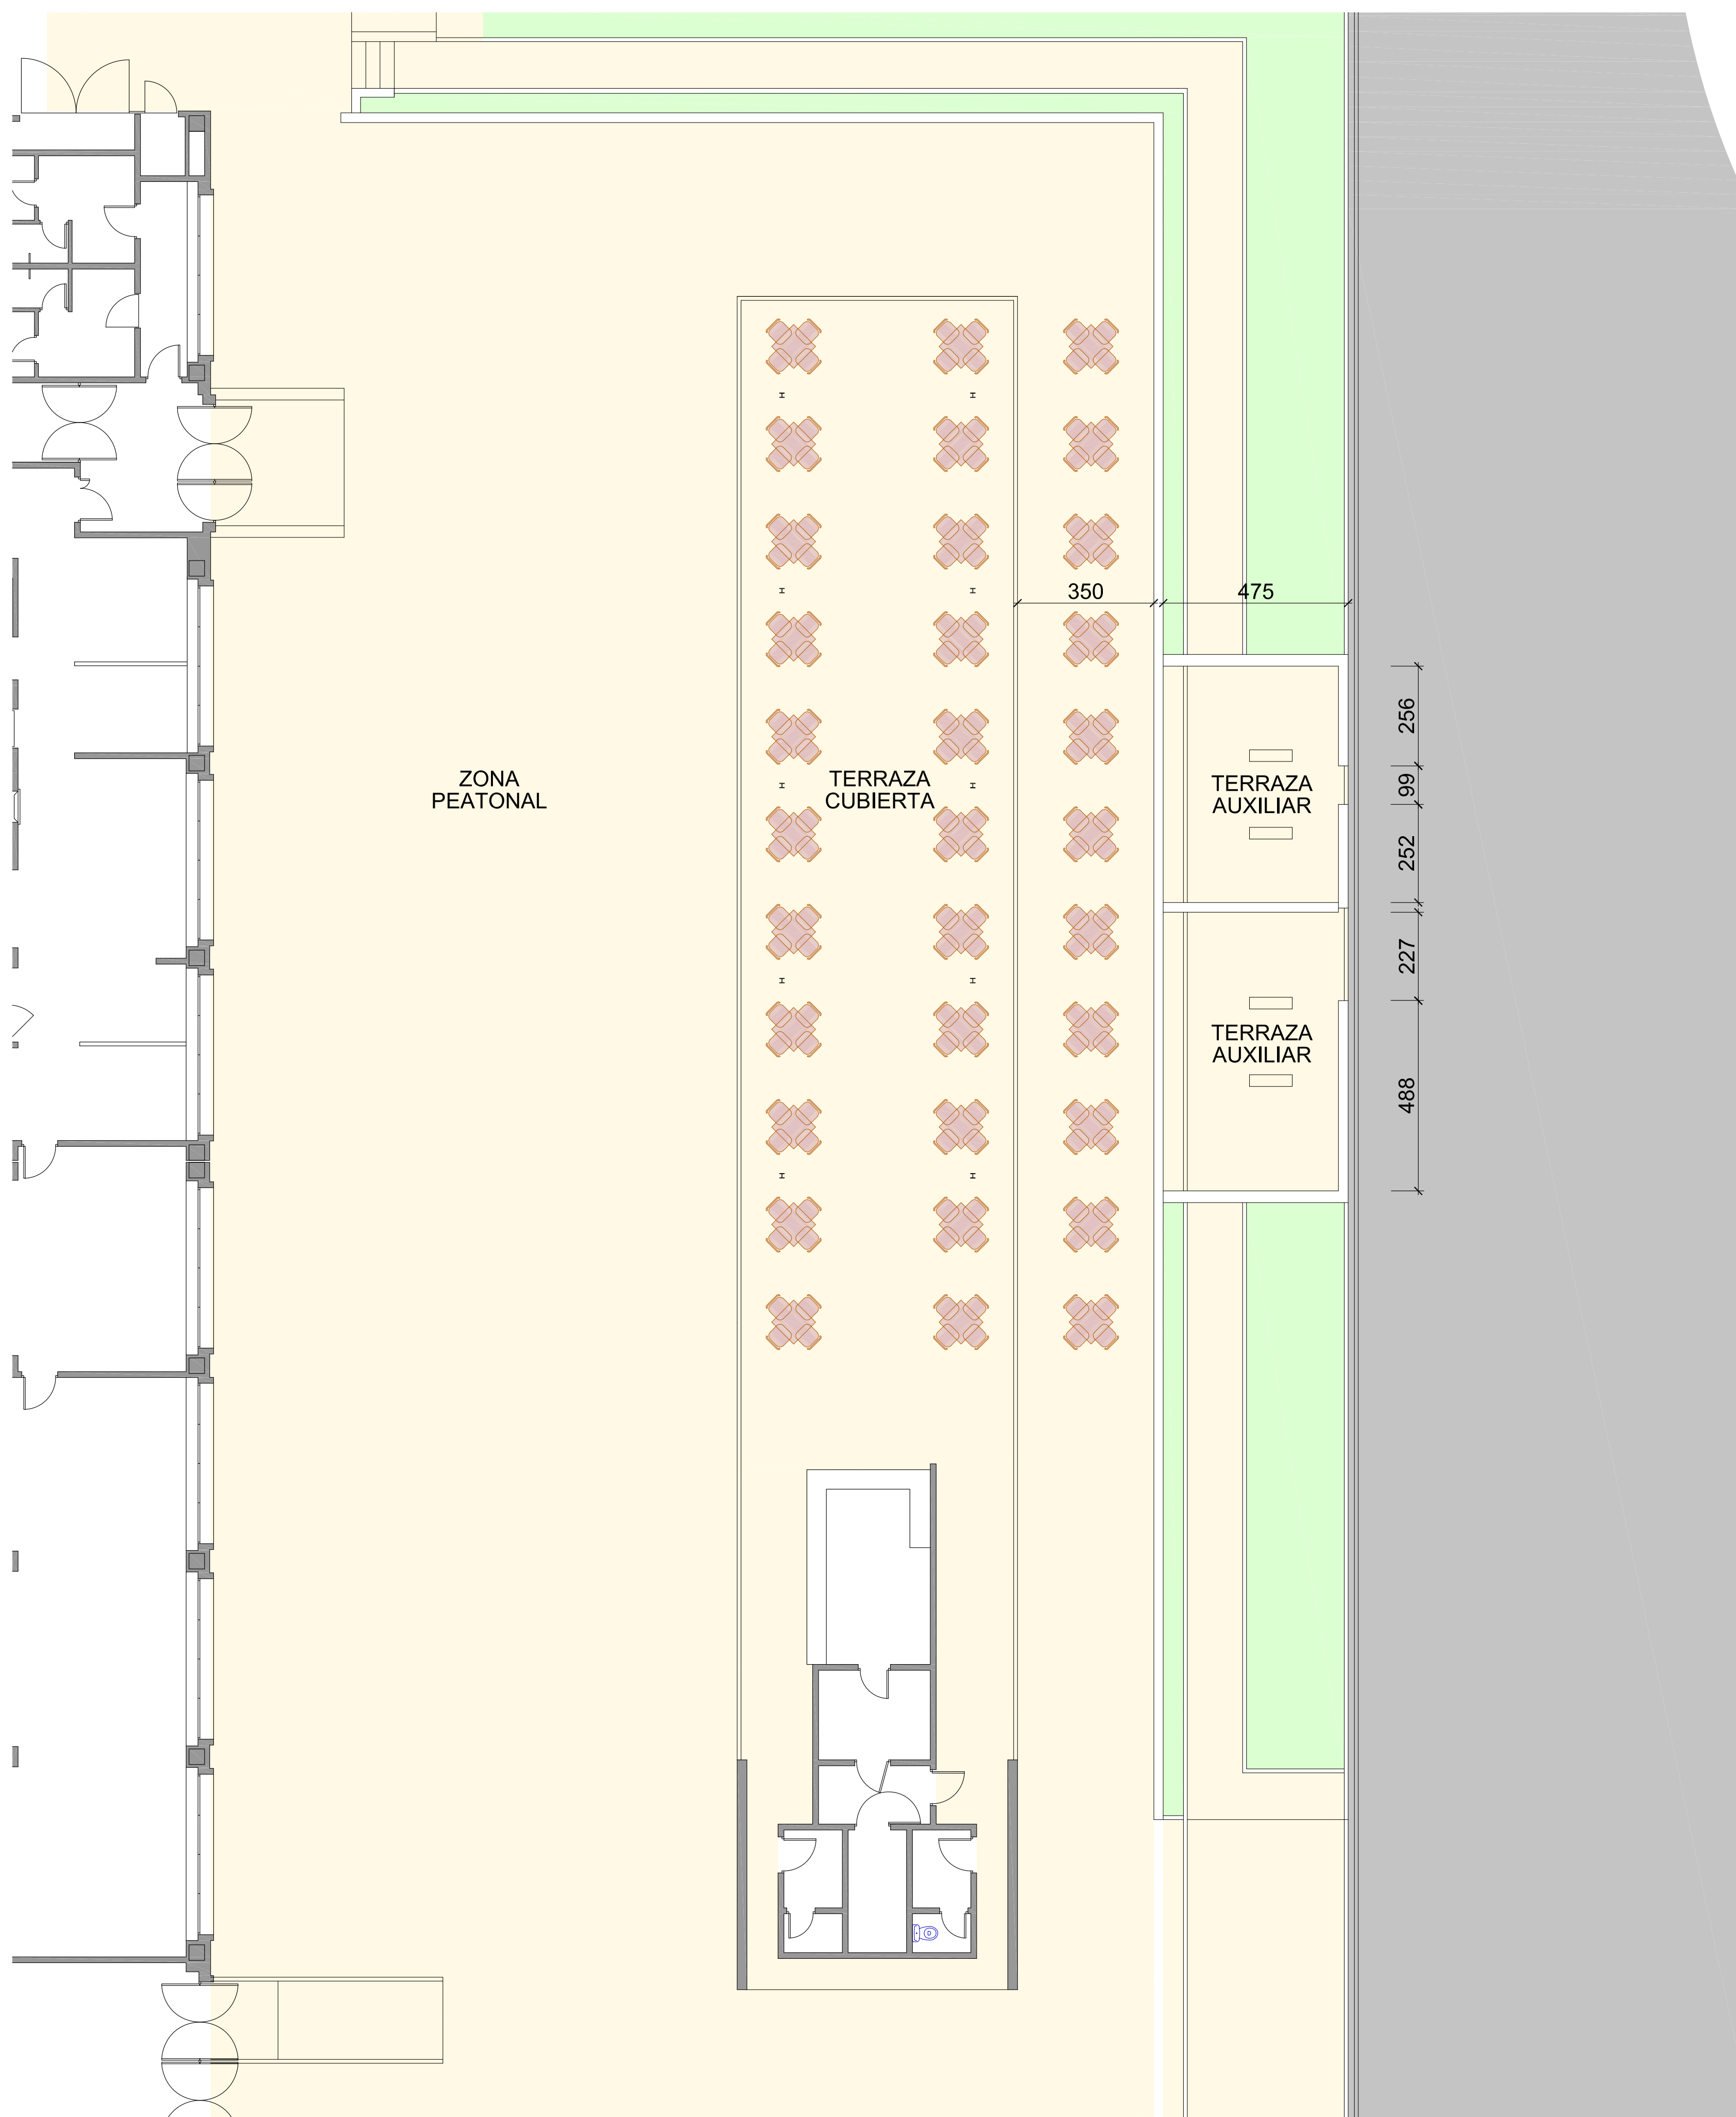 350
475
256
ZONA
PEATONAL
TERRAZA
CUBIERTA
TERRAZA
AUXILIAR
99
252
227
TERRAZA
AUXILIAR
488